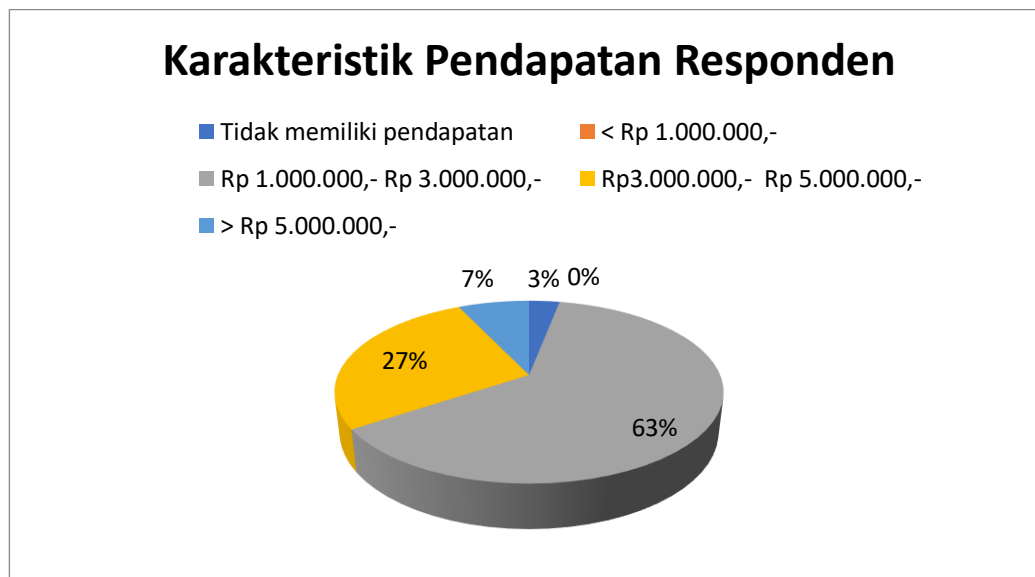 Karakteristik Pendapatan Responden
Tidak memiliki pendapatan
< Rp 1.000.000,-
Rp 1.000.000,- Rp 3.000.000,-
Rp3.000.000,-  Rp 5.000.000,-
> Rp 5.000.000,-
7%
3%
0%
27%
63%